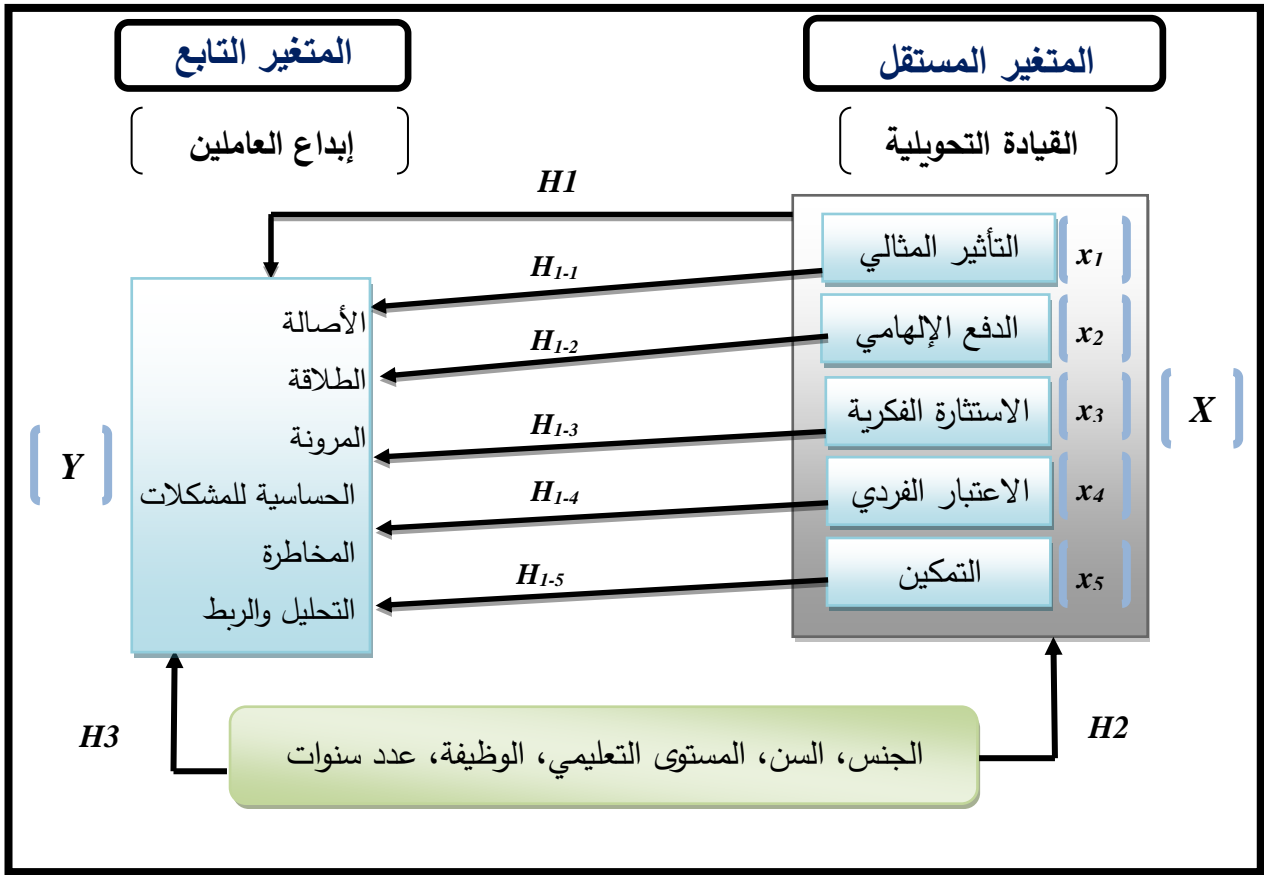 المتغير المستقل
المتغير التابع
القيادة التحويلية
إبداع العاملين
H1
التأثير المثالي
x1
H1-1
الدفع الإلهامي
x2
H1-2
الاستثارة الفكرية
x3
H1-3
الاعتبار الفردي
x4
H1-4
التمكين
x5
H1-5
X
الأصالة
الطلاقة
المرونة
الحساسية للمشكلات
المخاطرة
التحليل والربط
Y
H2
H3
الجنس، السن، المستوى التعليمي، الوظيفة، عدد سنوات